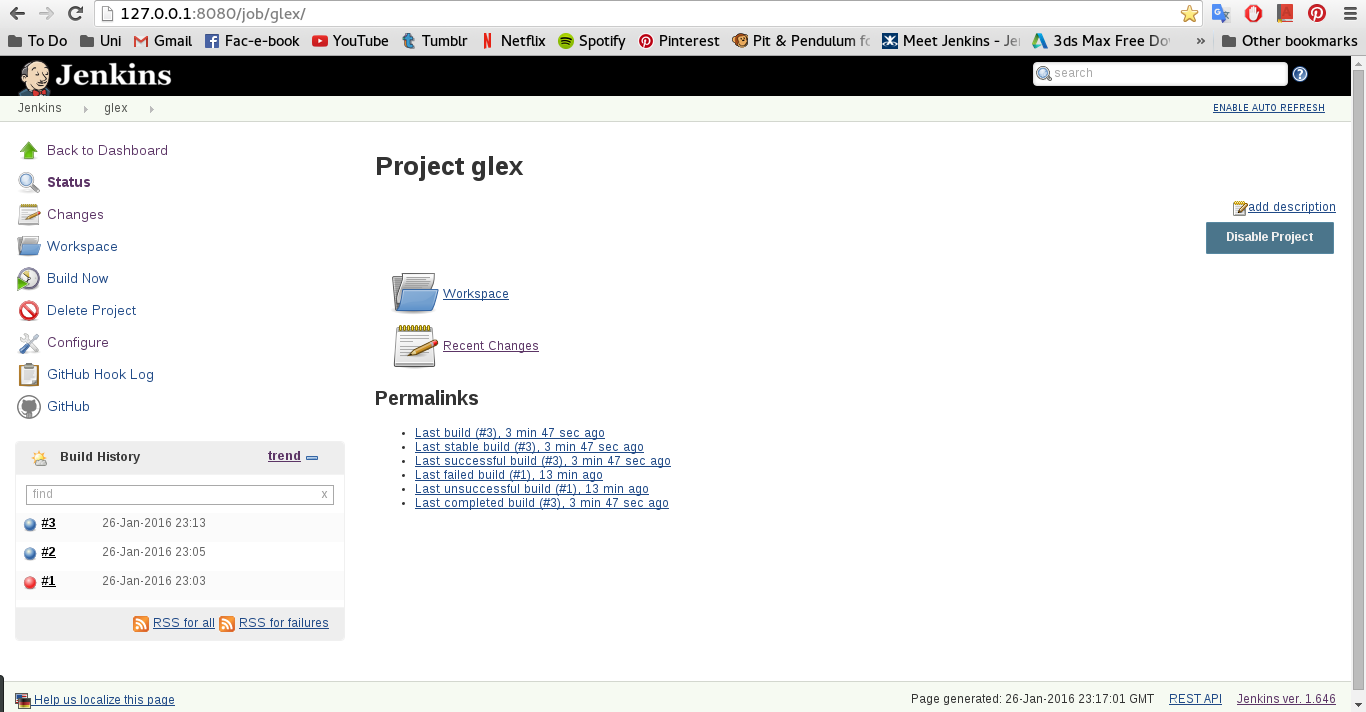 127.0.0.1:8080/job/glex/
To Do Uni Gmail Fac-e-book YouTube Tumblr Netflix Spotify Pinterest Pit & Pendulum fo Meet Jenkins - Je 3ds Max Free Do » Other bookmarks
Jenkins search
Jenkins glex ENABLE AUTO REFRESH
Back to Dashboard
Status
Changes
Workspace
Build Now
Delete Project
Configure
GitHub Hook Log
GitHub
Build History trend
find x
#3 26-Jan-2016 23:13
#2 26-Jan-2016 23:05
#1 26-Jan-2016 23:03
RSS for all RSS for failures
Project glex
add description
Disable Project
Workspace
Recent Changes
Permalinks
Last build (#3), 3 min 47 sec ago
Last stable build (#3), 3 min 47 sec ago
Last successful build (#3), 3 min 47 sec ago
Last failed build (#1), 13 min ago
Last unsuccessful build (#1), 13 min ago
Last completed build (#3), 3 min 47 sec ago
Help us localize this page Page generated: 26-Jan-2016 23:17:01 GMT REST API Jenkins ver. 1.646